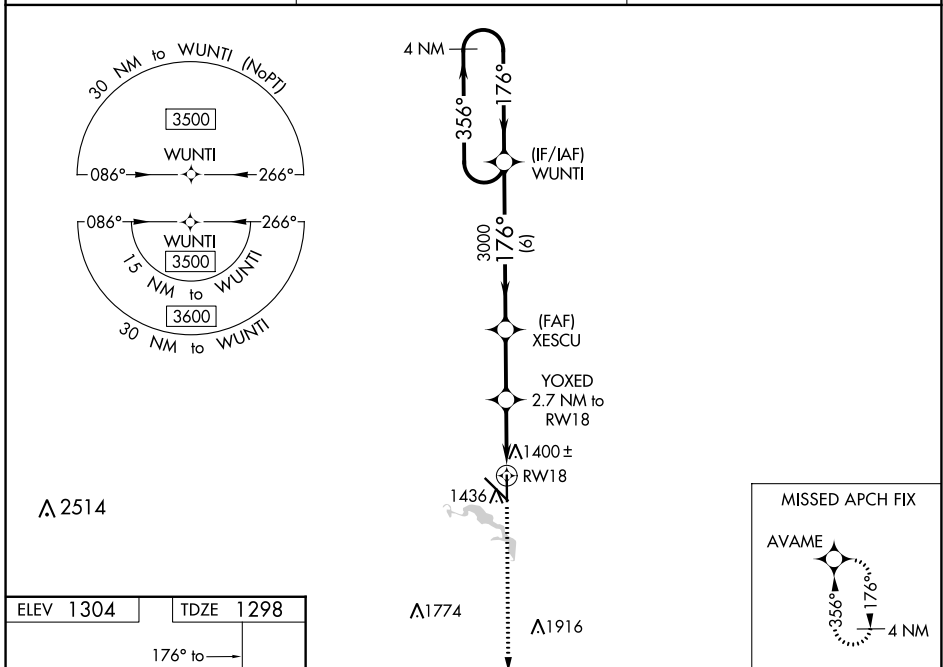 30 NM to WUNTI (NoPT)
3500
WUNTI
086°
266°
086°
266°
WUNTI
3500
15 NM to WUNTI
3600
30 NM to WUNTI
4 NM
356°
176°
(IF/IAF)
WUNTI
3000
176°
(6)
(FAF)
XESCU
YOXED
2.7 NM to
RW18
1400 ±
RW18
1436
2514
MISSED APCH FIX
AVAME
356°
176°
4 NM
1774
1916
ELEV 1304
TDZE 1298
176° to